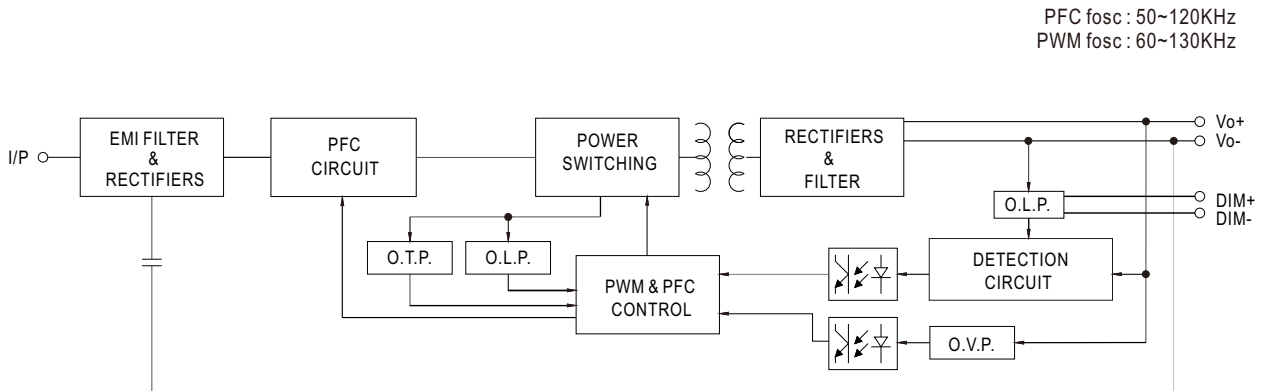 PFC fosc : 50~120KHz
PWM fosc : 60~130KHz
I/P
EMI FILTER
&
RECTIFIERS
PFC
CIRCUIT
POWER
SWITCHING
RECTIFIERS
&
FILTER
Vo+
Vo-
O.L.P.
DIM+
DIM-
O.T.P.
O.L.P.
PWM & PFC
CONTROL
DETECTION
CIRCUIT
O.V.P.